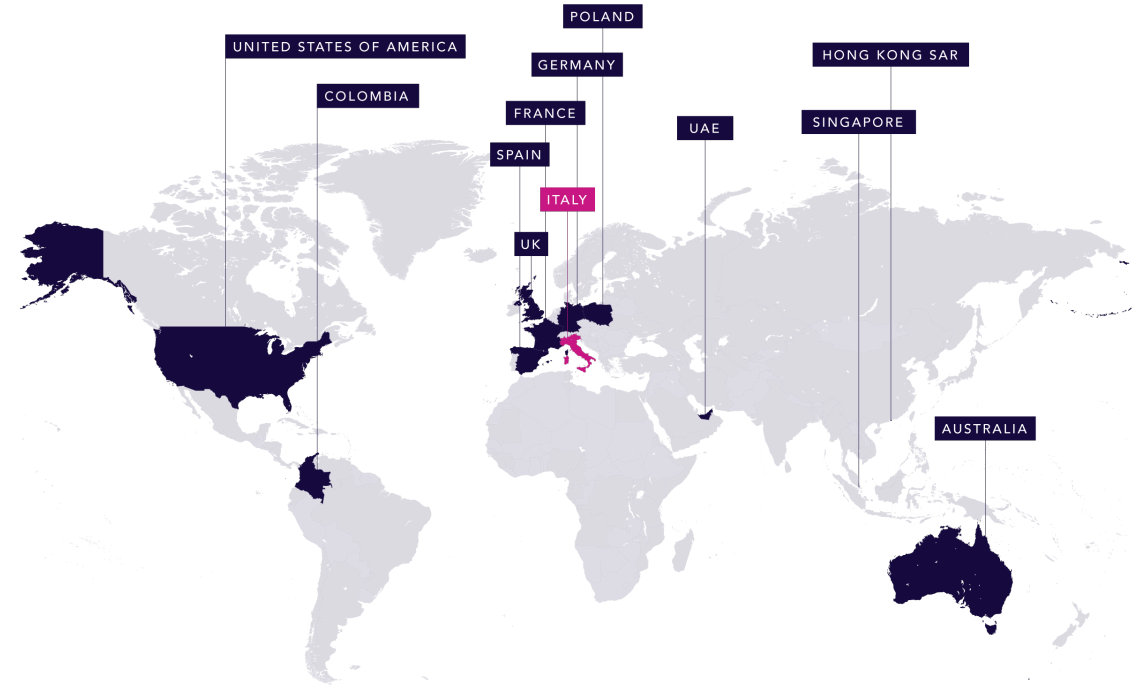 POLAND
UNITED STATES OF AMERICA
HONG KONG SAR
GERMANY
COLOMBIA
FRANCE
SINGAPORE
UAE
SPAIN
ITALY
UK
AUSTRALIA